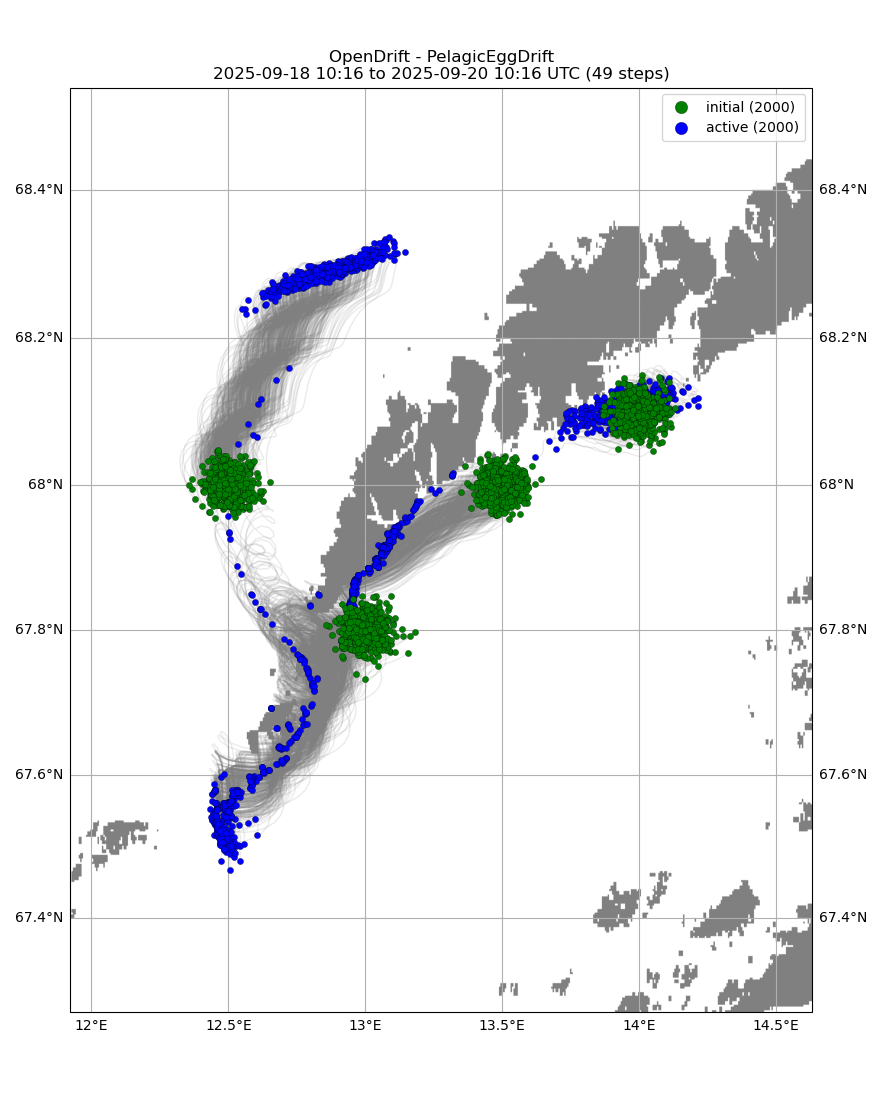 OpenDrift - PelagicEggDrift
2025-09-18 10:16 to 2025-09-20 10:16 UTC (49 steps)
initial (2000)
active (2000)
68.4°N
68.4°N
68.2°N
68.2°N
68°N
68°N
67.8°N
67.8°N
67.6°N
67.6°N
67.4°N
67.4°N
12°E
12.5°E
13°E
13.5°E
14°E
14.5°E